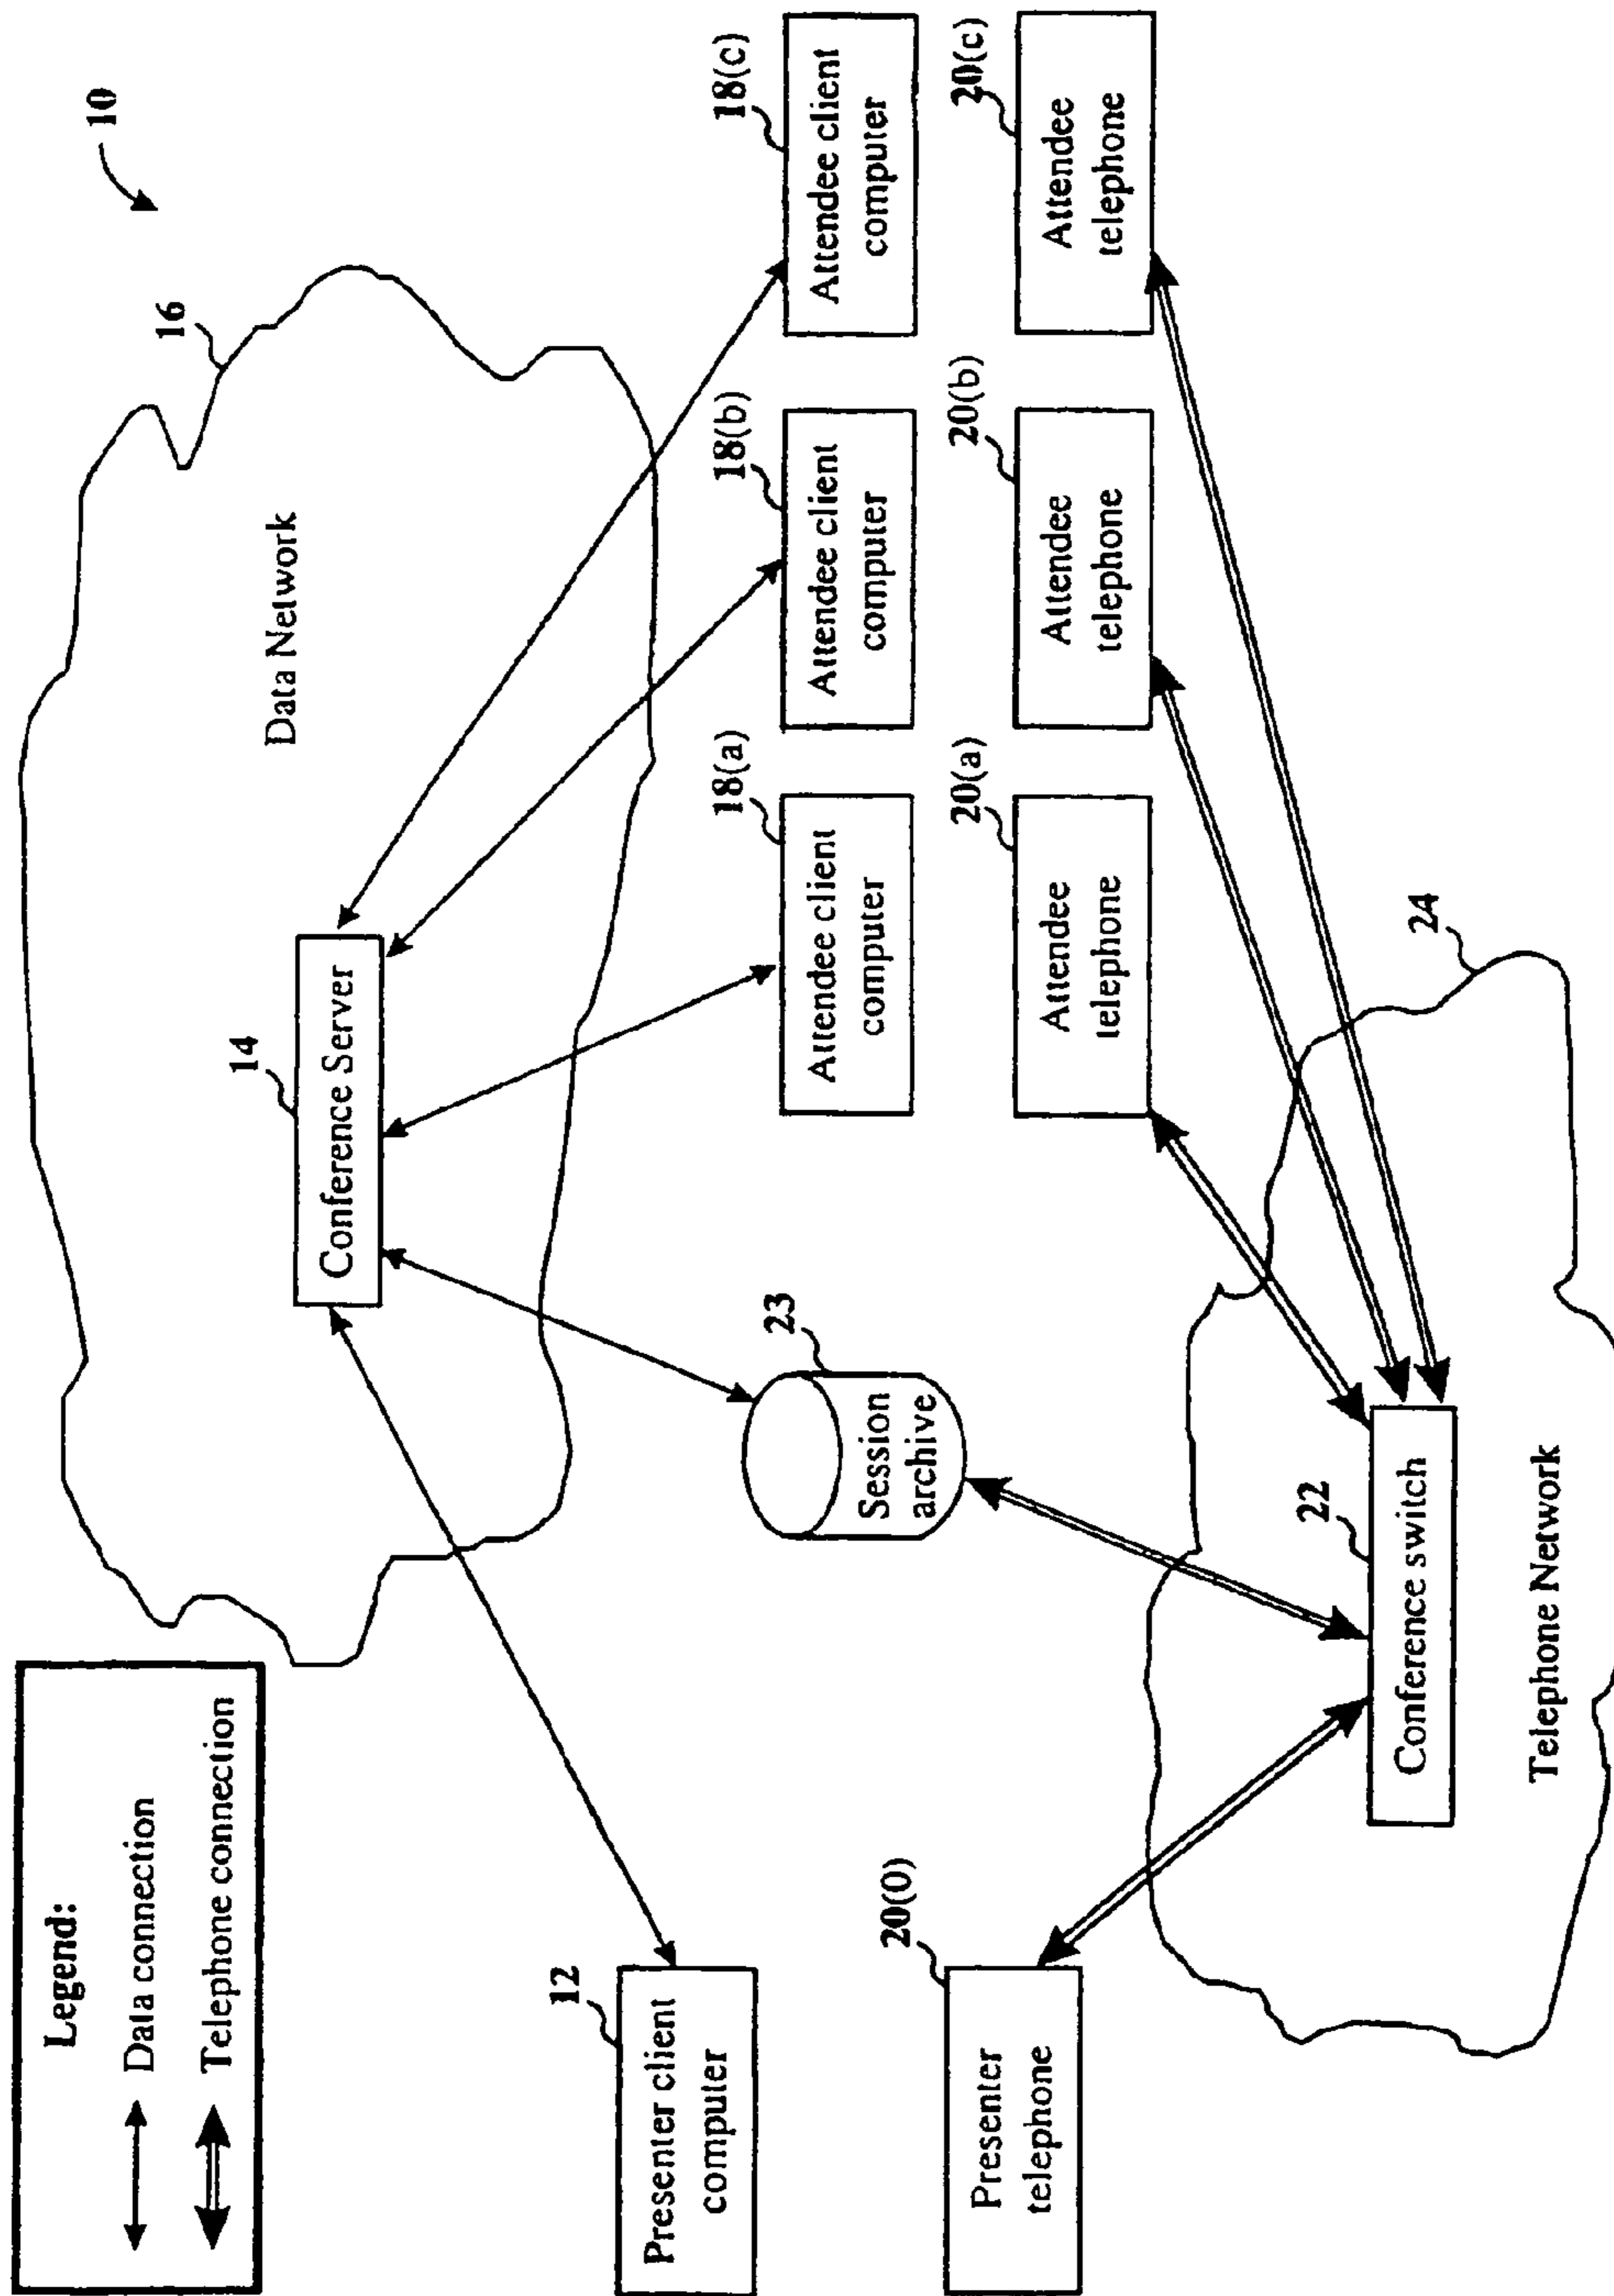 Legend:
Data connection
Telephone connection
10
16
Data Network
14
Conference Server
12
Presenter client
computer
20(0)
Presenter
telephone
23
Session
archive
18(a)
Attendee client
computer
18(b)
Attendee client
computer
18(c)
Attendee client
computer
20(a)
Attendee
telephone
20(b)
Attendee
telephone
20(c)
Attendee
telephone
22
Conference switch
24
Telephone Network